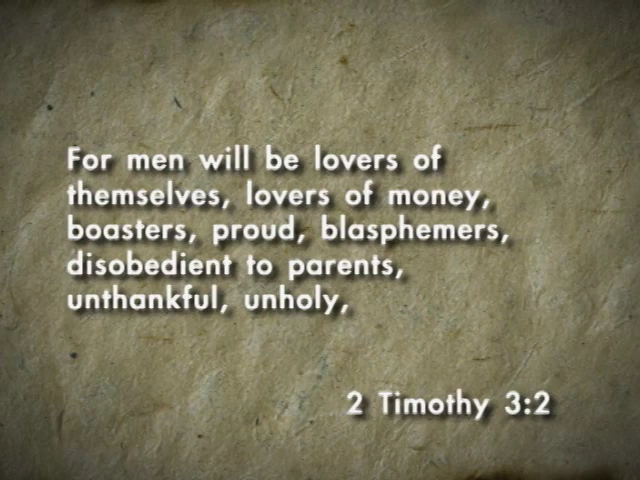 For men will be lovers of
themselves, lovers of money,
boasters, proud, blasphemers,
disobedient to parents,
unthankful, unholy,
2 Timothy 3:2